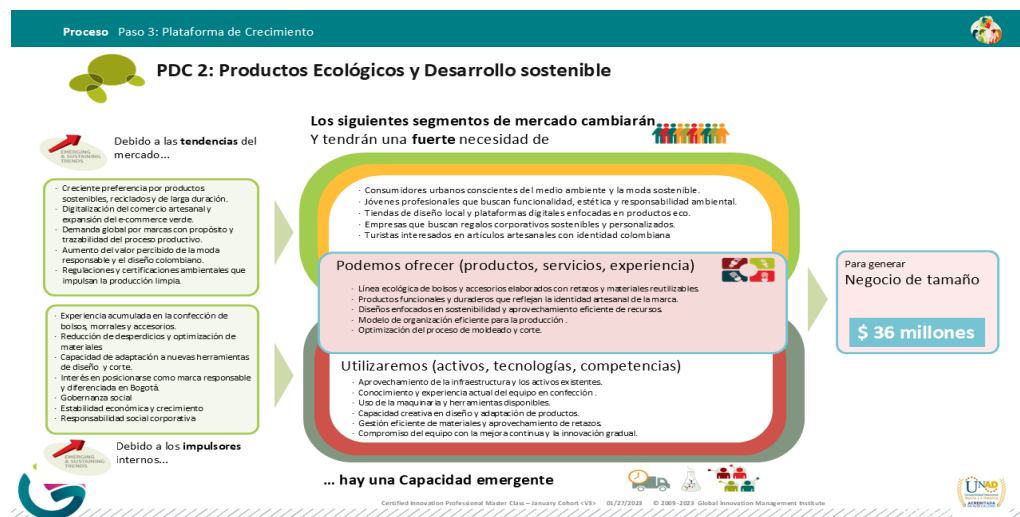 Proceso Paso 3: Plataforma de Crecimiento
PDC 2: Productos Ecológicos y Desarrollo sostenible
Debido a las tendencias del
mercado...
EMERGING
& SUSTAINING
TRENDS
· Creciente preferencia por productos
sostenibles, reciclados y de larga duración.
· Digitalización del comercio artesanal y
expansión del e-commerce verde.
· Demanda global por marcas con propósito y
trazabilidad del proceso productivo.
· Aumento del valor percibido de la moda
responsable y el diseño colombiano.
· Regulaciones y certificaciones ambientales que
impulsan la producción limpia.
· Experiencia acumulada en la confección de
bolsos, morrales y accesorios.
· Reducción de desperdicios y optimización de
materiales
· Capacidad de adaptación a nuevas herramientas
de diseño y corte.
· Interés en posicionarse como marca responsable
y diferenciada en Bogotá.
· Gobernanza social
· Estabilidad económica y crecimiento
· Responsabilidad social corporativa
EMERGING
& SUSTAINING
TRENDS
Debido a los impulsores
internos...
Los siguientes segmentos de mercado cambiarán
Y tendrán una fuerte necesidad de
· Consumidores urbanos conscientes del medio ambiente y la moda sostenible.
· Jóvenes profesionales que buscan funcionalidad, estética y responsabilidad ambiental.
· Tiendas de diseño local y plataformas digitales enfocadas en productos eco.
· Empresas que buscan regalos corporativos sostenibles y personalizados.
· Turistas interesados en artículos artesanales con identidad colombiana
Podemos ofrecer (productos, servicios, experiencia)
· Línea ecológica de bolsos y accesorios elaborados con retazos y materiales reutilizables.
· Productos funcionales y duraderos que reflejan la identidad artesanal de la marca.
· Diseños enfocados en sostenibilidad y aprovechamiento eficiente de recursos.
· Modelo de organización eficiente para la producción .
· Optimización del proceso de moldeado y corte.
Utilizaremos (activos, tecnologías, competencias)
· Aprovechamiento de la infraestructura y los activos existentes.
· Conocimiento y experiencia actual del equipo en confección .
· Uso de la maquinaria y herramientas disponibles.
· Capacidad creativa en diseño y adaptación de productos.
· Gestión eficiente de materiales y aprovechamiento de retazos.
· Compromiso del equipo con la mejora continua y la innovación gradual.
... hay una Capacidad emergente
Para generar
Negocio de tamaño
$ 36 millones
Certified Innovation Professional Master Class – January Cohort <V3> 01/27/2023 © 2009-2023 Global Innovation Management Institute
UNAD
ACREDITADA